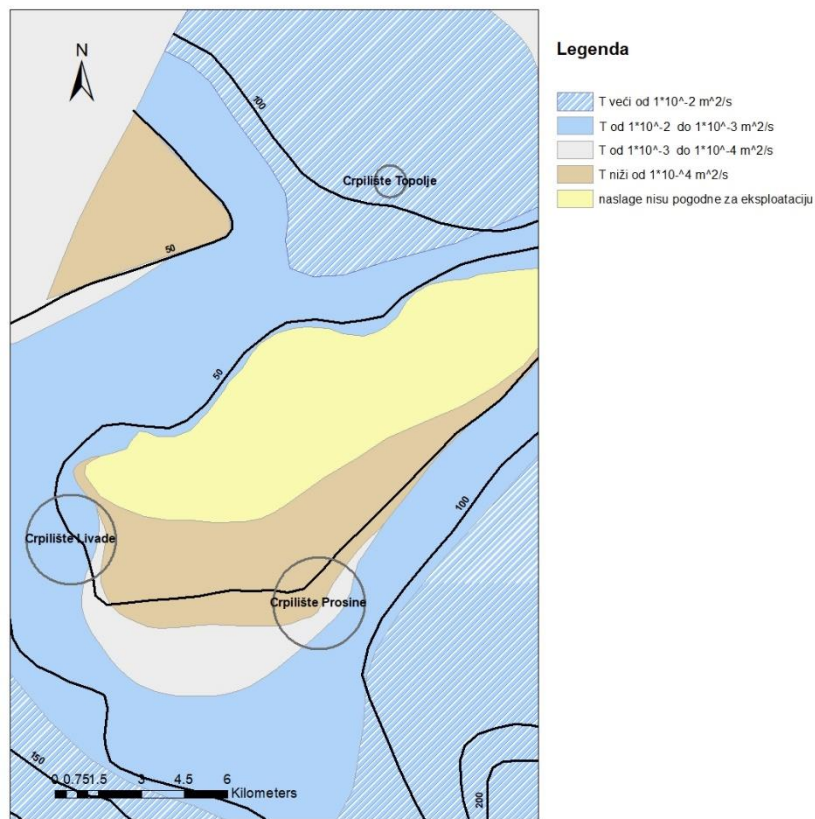 N
100
Crpilište Topolje
50
50
100
Crpilište Livade
Crpilište Prosine
150
200
0 0.751.5 3 4.5 6
Kilometers
Legenda
T veći od 1*10^-2 m^2/s
T od 1*10^-2 do 1*10^-3 m^2/s
T od 1*10^-3 do 1*10^-4 m^2/s
T niži od 1*10-^4 m^2/s
naslage nisu pogodne za eksploataciju